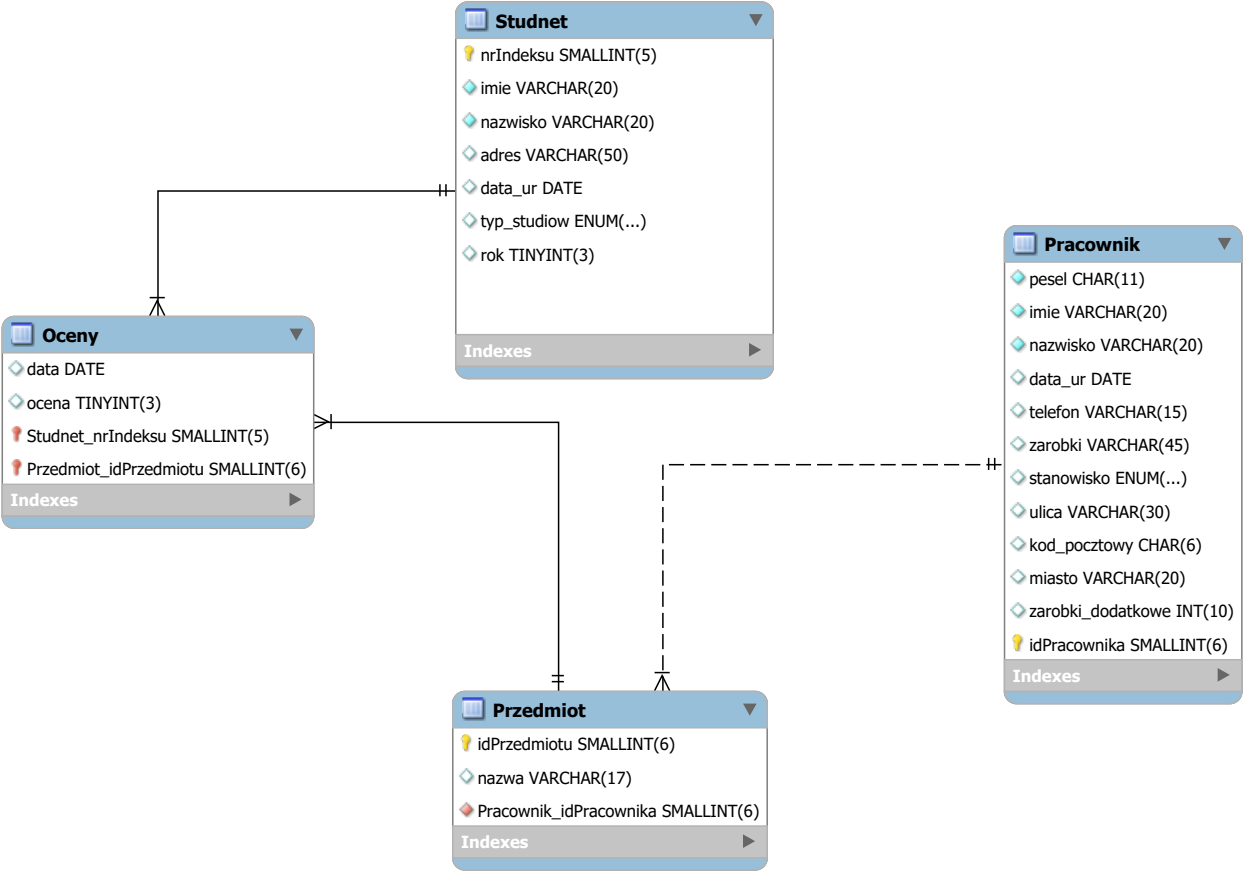 Studnet
nrIndeksu SMALLINT(5)
imie VARCHAR(20)
nazwisko VARCHAR(20)
adres VARCHAR(50)
data_ur DATE
typ_studiow ENUM(...)
rok TINYINT(3)
Indexes
Pracownik
pesel CHAR(11)
imie VARCHAR(20)
nazwisko VARCHAR(20)
data_ur DATE
telefon VARCHAR(15)
zarobki VARCHAR(45)
stanowisko ENUM(...)
ulica VARCHAR(30)
kod_pocztowy CHAR(6)
miasto VARCHAR(20)
zarobki_dodatkowe INT(10)
idPracownika SMALLINT(6)
Indexes
Oceny
data DATE
ocena TINYINT(3)
Studnet_nrIndeksu SMALLINT(5)
Przedmiot_idPrzedmiotu SMALLINT(6)
Indexes
Przedmiot
idPrzedmiotu SMALLINT(6)
nazwa VARCHAR(17)
Pracownik_idPracownika SMALLINT(6)
Indexes